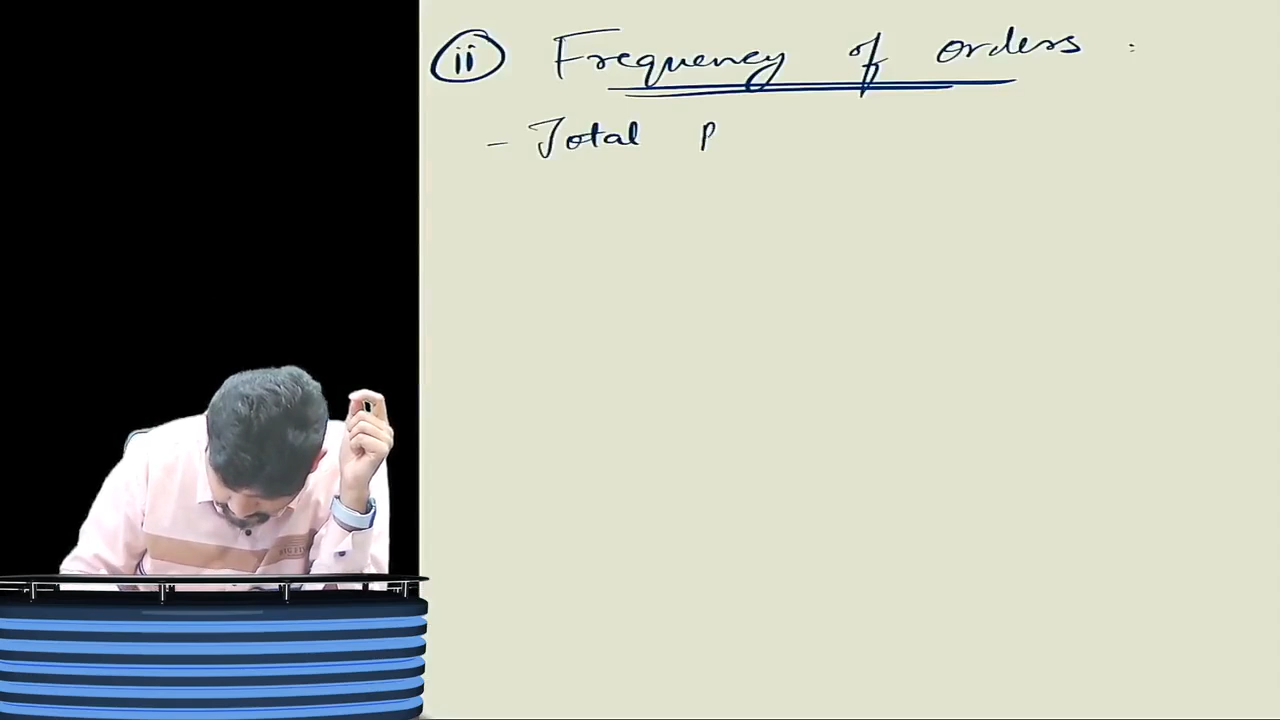 ii Frequency of orders :
- Total P